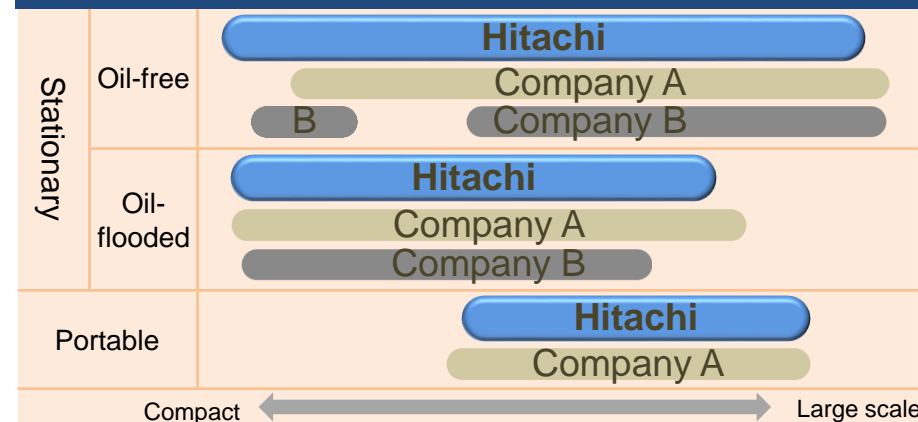 Stationary
Oil-free
Hitachi
Company A
B
Company B
Oil-
flooded
Hitachi
Company A
Company B
Portable
Hitachi
Company A
Compact
Large scale